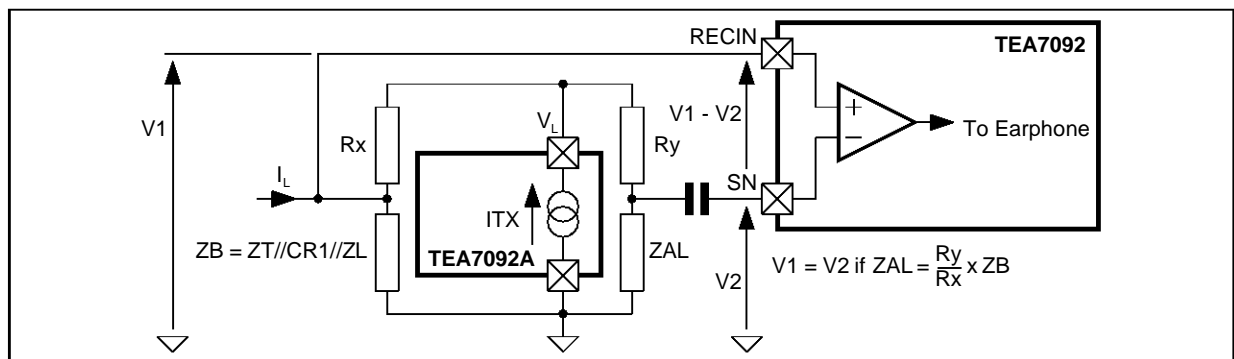 RECIN
TEA7092
V1
Rx
V_L
Ry
V1 - V2
+
−
To Earphone
I_L
ITX
SN
ZB = ZT//CR1//ZL
TEA7092A
ZAL
V2
V1 = V2 if ZAL = Ry/Rx x ZB